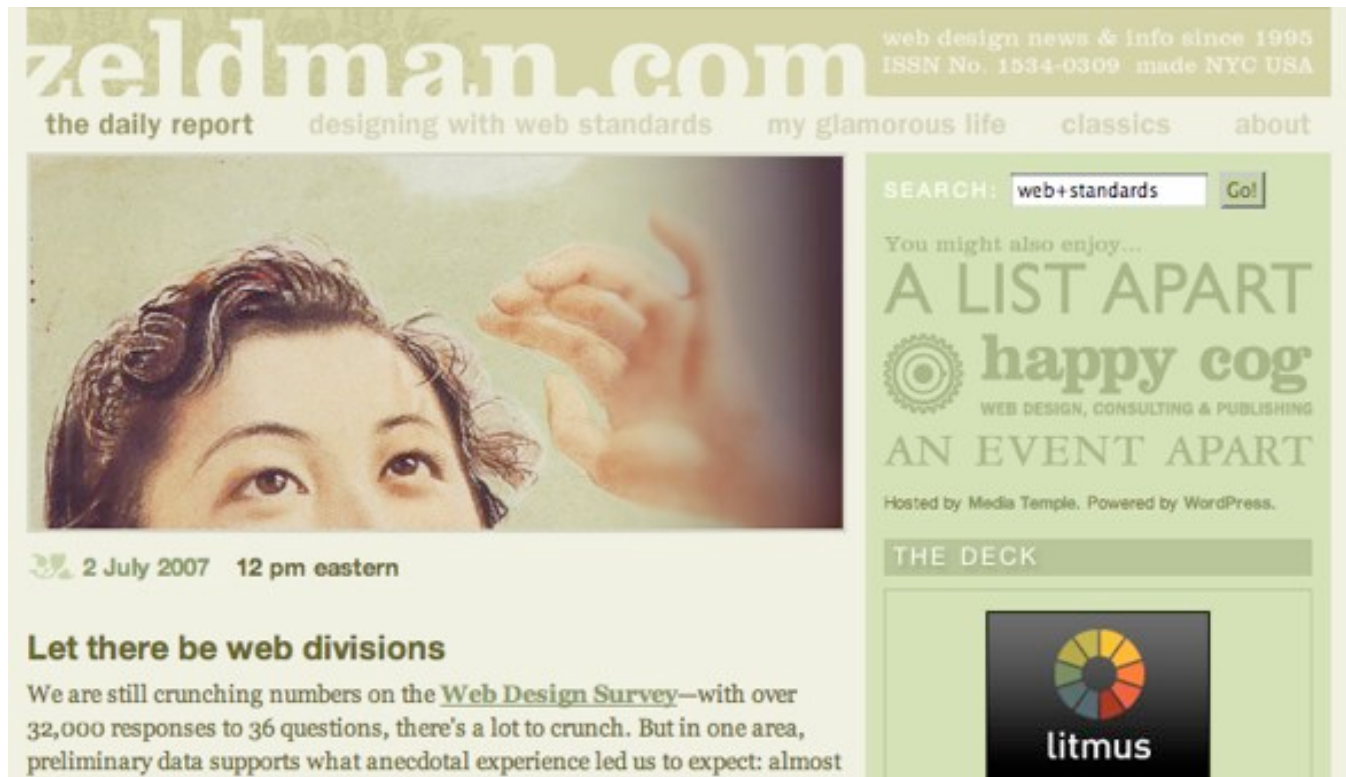 zeldman.com
web design news & info since 1995
ISSN No. 1534-0309 made NYC USA
the daily report designing with web standards my glamorous life classics about
SEARCH: web+standards Go!
You might also enjoy...
A LIST APART
happy cog
WEB DESIGN, CONSULTING & PUBLISHING
AN EVENT APART
Hosted by Media Temple. Powered by WordPress.
THE DECK
litmus
2 July 2007 12 pm eastern
Let there be web divisions
We are still crunching numbers on the Web Design Survey—with over
32,000 responses to 36 questions, there's a lot to crunch. But in one area,
preliminary data supports what anecdotal experience led us to expect: almost